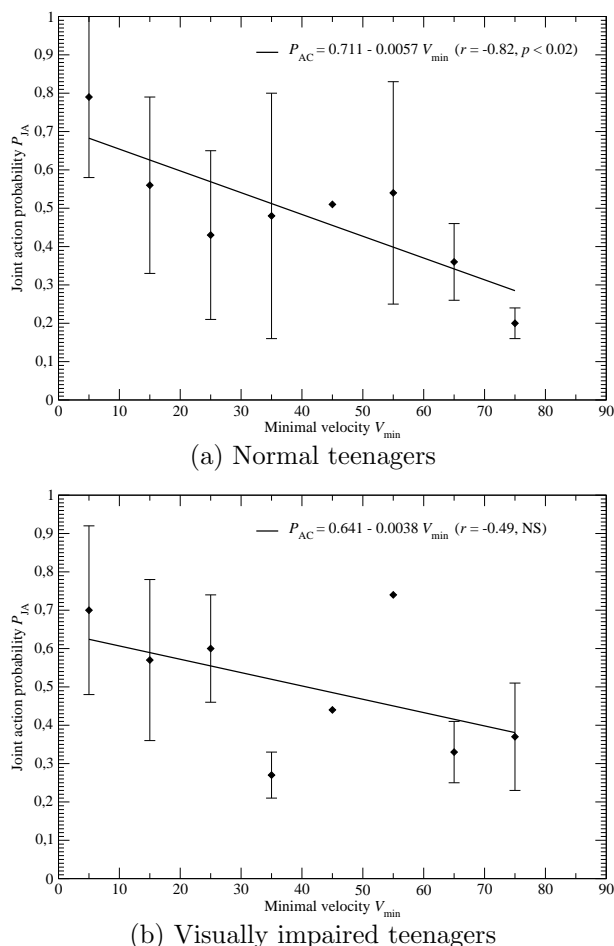 1
0,9
0,8
0,7
0,6
0,5
0,4
0,3
0,2
0,1
0
Joint action probability P_JA
P_AC = 0.711 - 0.0057 V_min (r = -0.82, p < 0.02)
0 10 20 30 40 50 60 70 80 90
Minimal velocity V_min
(a) Normal teenagers
1
0,9
0,8
0,7
0,6
0,5
0,4
0,3
0,2
0,1
0
Joint action probability P_JA
P_AC = 0.641 - 0.0038 V_min (r = -0.49, NS)
0 10 20 30 40 50 60 70 80 90
Minimal velocity V_min
(b) Visually impaired teenagers